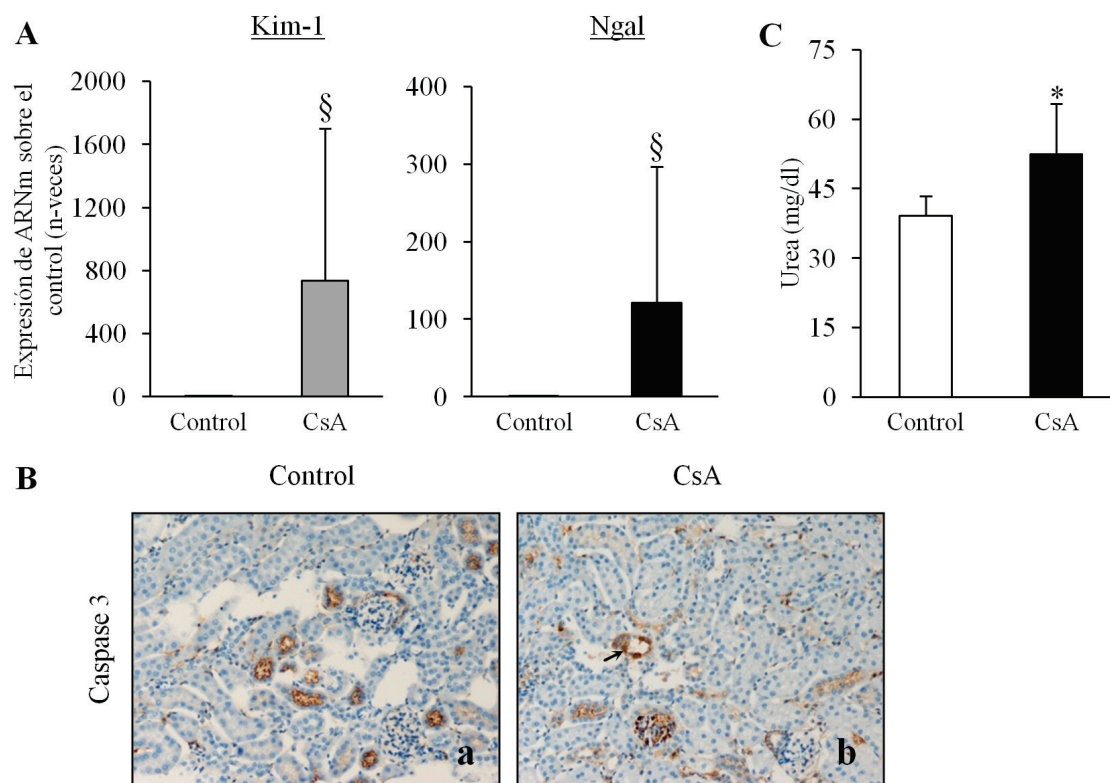 A
Kim-1
Expresión de ARNm sobre el
control (n-veces)
2000
1600
1200
800
400
0
§
Control
CsA
Ngal
400
300
200
100
0
§
Control
CsA
C
Urea (mg/dl)
75
60
45
30
15
0
*
Control
CsA
B
Control
CsA
Caspase 3
a
b